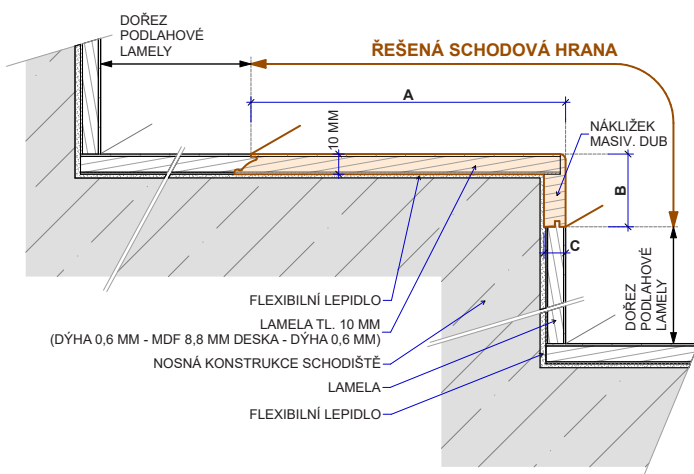 DOŘEZ
PODLAHOVÉ
LAMELY
ŘEŠENÁ SCHODOVÁ HRANA
A
10 MM
NÁKLIŽEK
MASIV. DUB
B
C
DOŘEZ
PODLAHOVÉ
LAMELY
FLEXIBILNÍ LEPIDLO
LAMELA TL. 10 MM
(DÝHA 0,6 MM - MDF 8,8 MM DESKA - DÝHA 0,6 MM)
NOSNÁ KONSTRUKCE SCHODIŠTĚ
LAMELA
FLEXIBILNÍ LEPIDLO